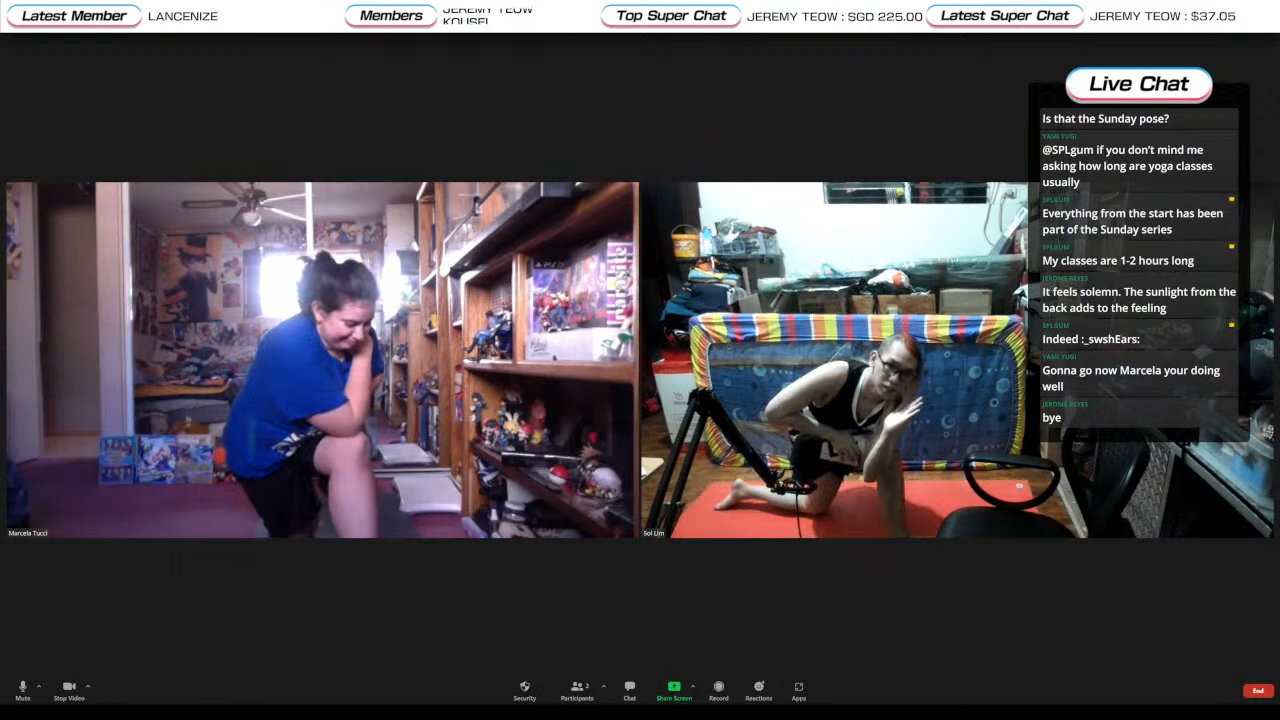 Latest Member LANCENIZE Members JEREMY TEOW Top Super Chat JEREMY TEOW : SGD 225.00 Latest Super Chat JEREMY TEOW : $37.05
KOUSEI
Live Chat
Is that the Sunday pose?
YAMI YUGI
@SPLgum if you don't mind me
asking how long are yoga classes
usually
SPLGUM
Everything from the start has been
part of the Sunday series
SPLGUM
My classes are 1-2 hours long
JEROME REYES
It feels solemn. The sunlight from the
back adds to the feeling
SPLGUM
Indeed :_swshEars:
YAMI YUGI
Gonna go now Marcela your doing
well
JEROME REYES
bye
Marcela Tucci
Sol Lim
Mute
Stop Video
Security
Participants
2
Chat
Share Screen
Record
Reactions
Apps
End